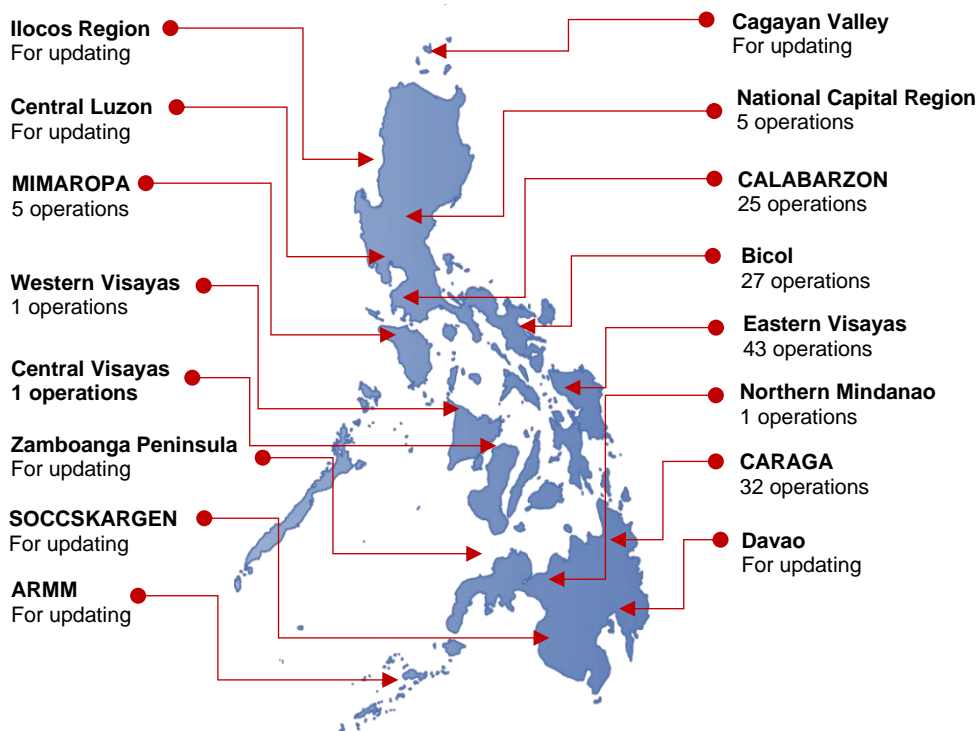 Ilocos Region
For updating
Central Luzon
For updating
MIMAROPA
5 operations
Western Visayas
1 operations
Central Visayas
1 operations
Zamboanga Peninsula
For updating
SOCCSKARGEN
For updating
ARMM
For updating
Cagayan Valley
For updating
National Capital Region
5 operations
CALABARZON
25 operations
Bicol
27 operations
Eastern Visayas
43 operations
Northern Mindanao
1 operations
CARAGA
32 operations
Davao
For updating